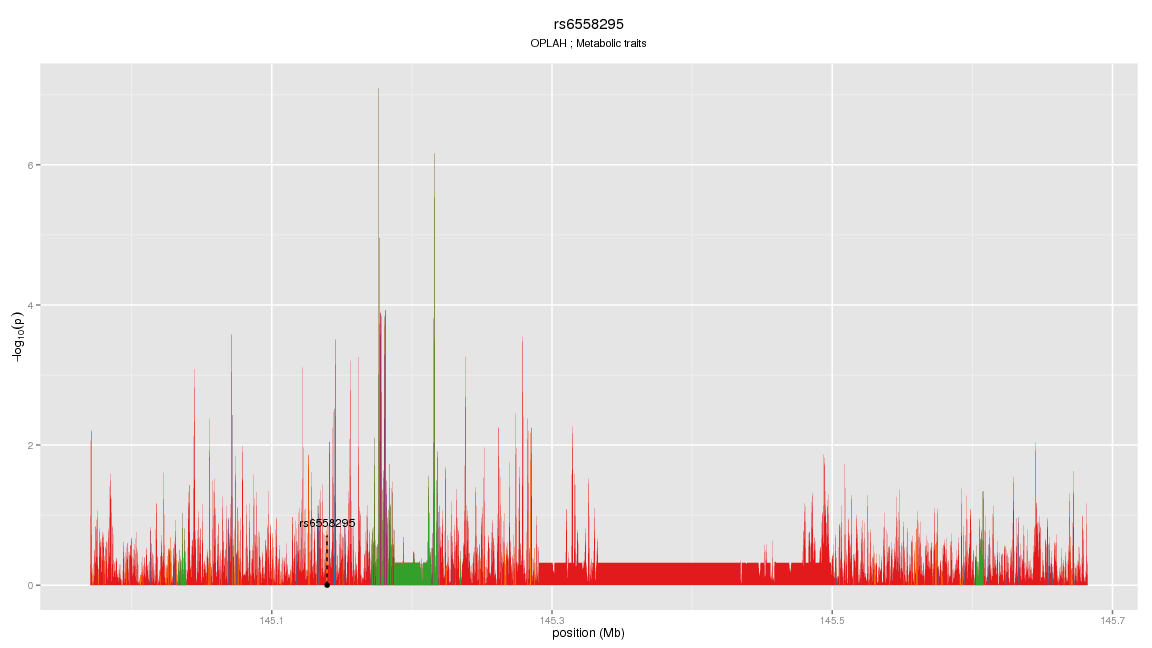 rs6558295
OPLAH ; Metabolic traits
−log10(p)
6
4
2
0
rs6558295
145.1
145.3
145.5
145.7
position (Mb)